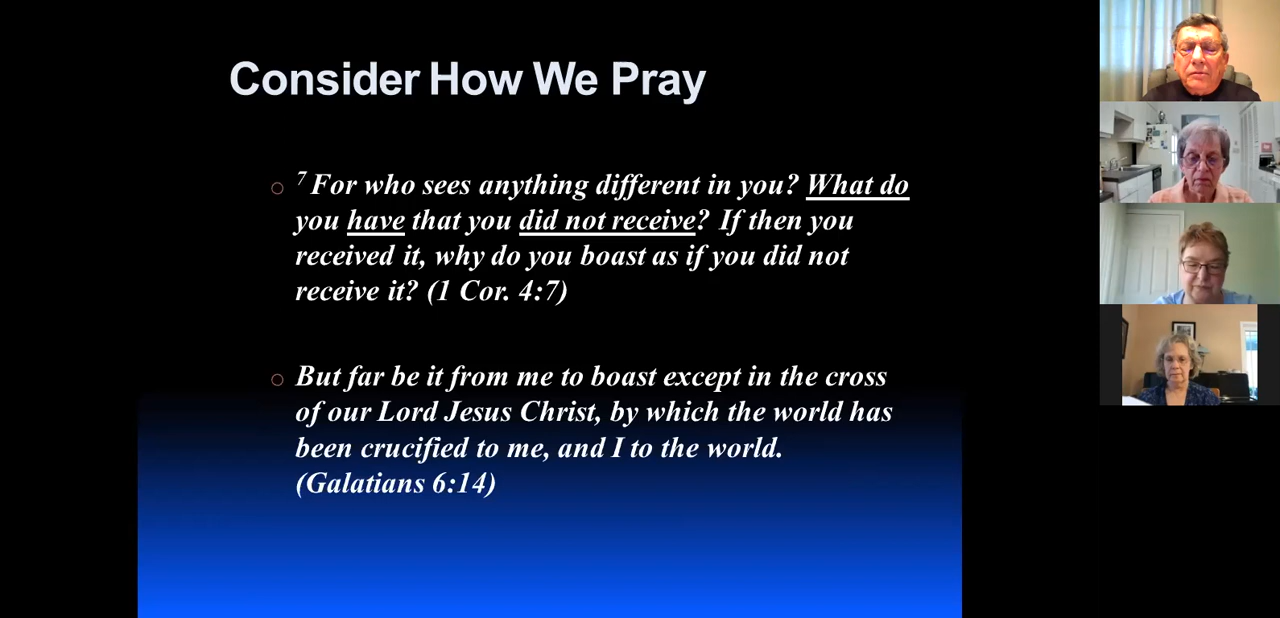 Consider How We Pray
○ 7 For who sees anything different in you? What do
you have that you did not receive? If then you
received it, why do you boast as if you did not
receive it? (1 Cor. 4:7)
○ But far be it from me to boast except in the cross
of our Lord Jesus Christ, by which the world has
been crucified to me, and I to the world.
(Galatians 6:14)